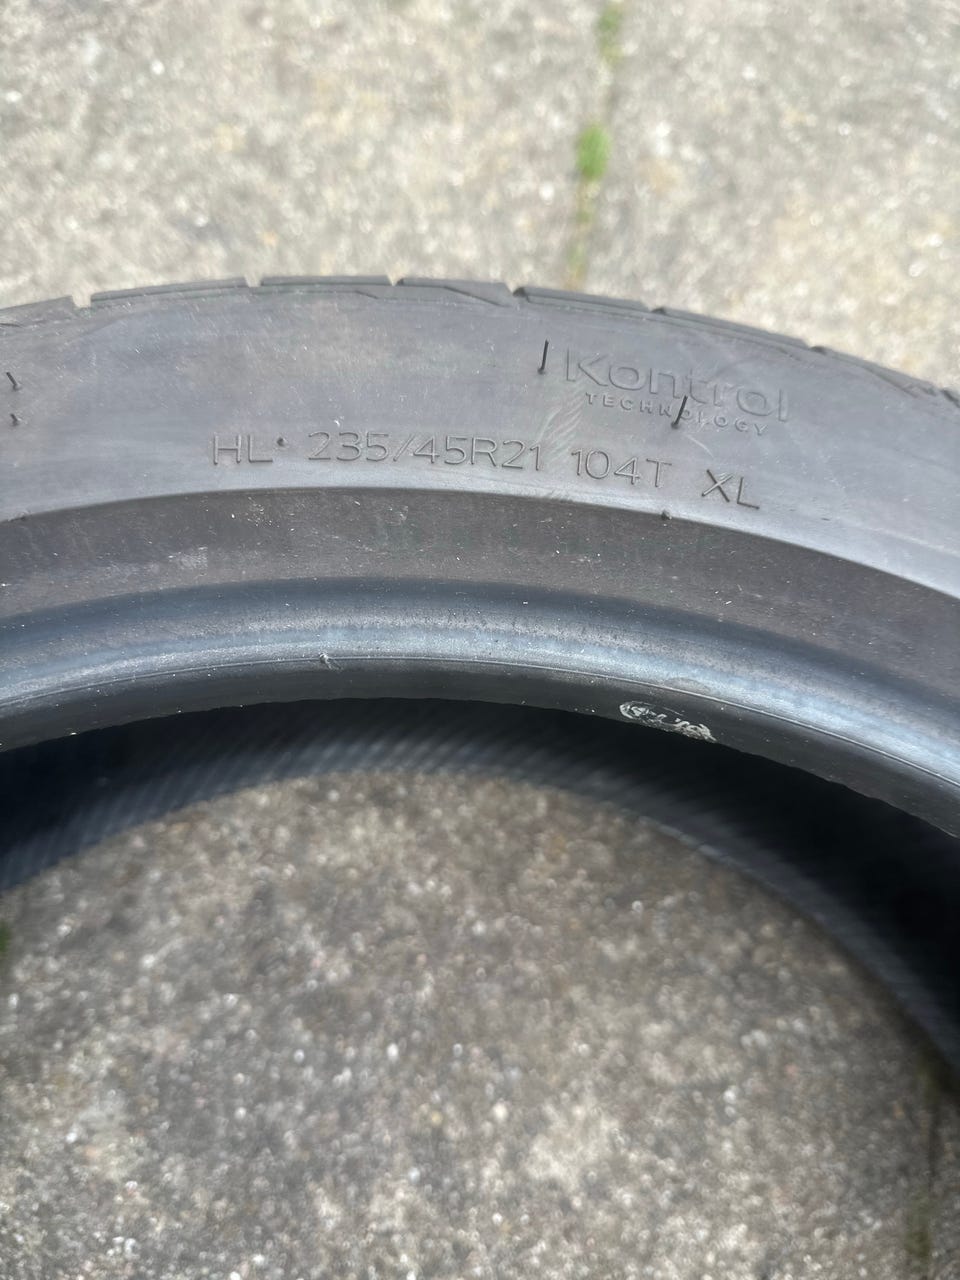 Kontrol
TECHNOLOGY
HL 235/45R21 104T XL